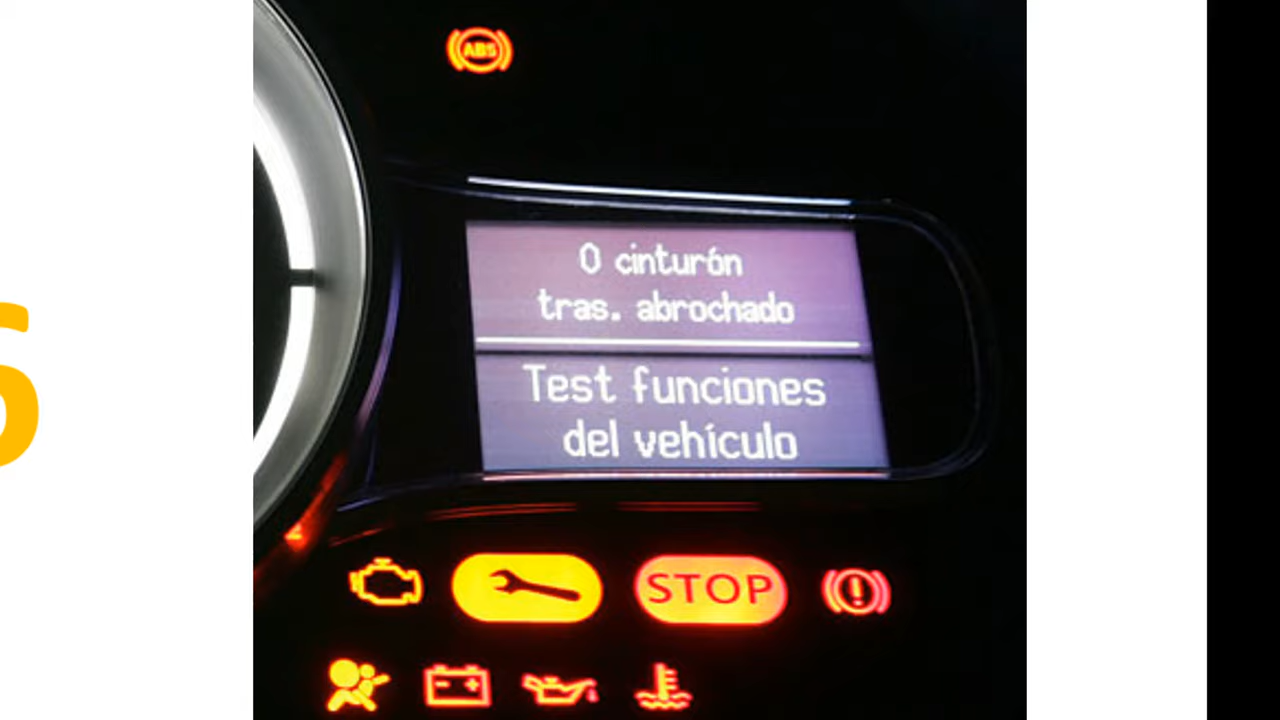 ABS
0 cinturón
tras. abrochado
Test funciones
del vehículo
STOP